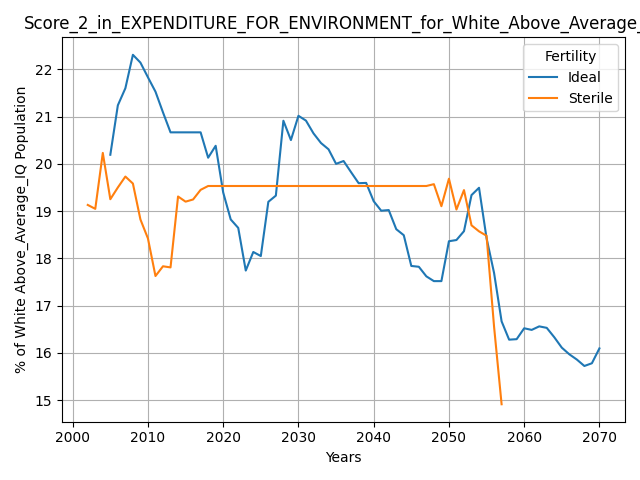 Score_2_in_EXPENDITURE_FOR_ENVIRONMENT_for_White_Above_Average_
Fertility
Ideal
Sterile
% of White Above_Average_IQ Population
22
21
20
19
18
17
16
15
2000
2010
2020
2030
2040
2050
2060
2070
Years